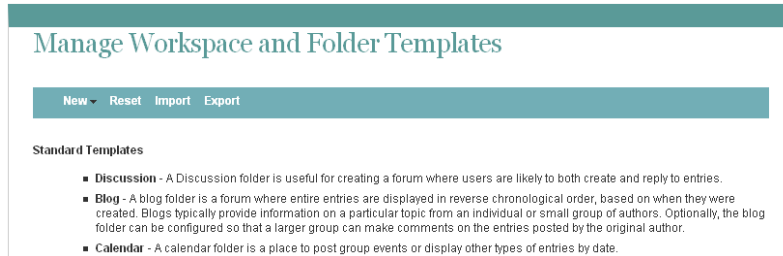 Manage Workspace and Folder Templates
New Reset Import Export
Standard Templates
Discussion - A Discussion folder is useful for creating a forum where users are likely to both create and reply to entries.
Blog - A blog folder is a forum where entire entries are displayed in reverse chronological order, based on when they were
created. Blogs typically provide information on a particular topic from an individual or small group of authors. Optionally, the blog
folder can be configured so that a larger group can make comments on the entries posted by the original author.
Calendar - A calendar folder is a place to post group events or display other types of entries by date.